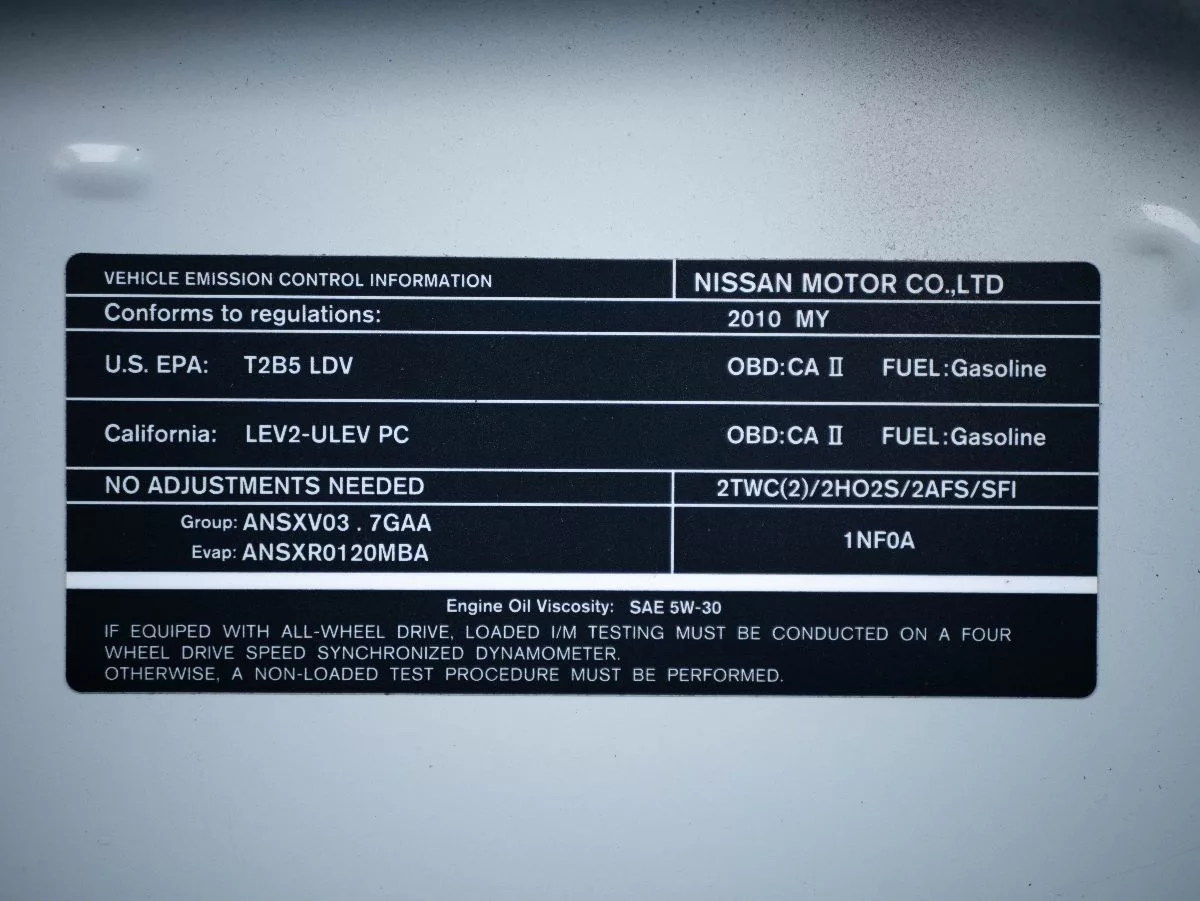 VEHICLE EMISSION CONTROL INFORMATION NISSAN MOTOR CO.,LTD
Conforms to regulations: 2010 MY
U.S. EPA: T2B5 LDV OBD:CA II FUEL:Gasoline
California: LEV2-ULEV PC OBD:CA II FUEL:Gasoline
NO ADJUSTMENTS NEEDED 2TWC(2)/2HO2S/2AFS/SFI
Group: ANSXV03 . 7GAA
Evap: ANSXR0120MBA
1NF0A
Engine Oil Viscosity: SAE 5W-30
IF EQUIPED WITH ALL-WHEEL DRIVE, LOADED I/M TESTING MUST BE CONDUCTED ON A FOUR
WHEEL DRIVE SPEED SYNCHRONIZED DYNAMOMETER.
OTHERWISE, A NON-LOADED TEST PROCEDURE MUST BE PERFORMED.